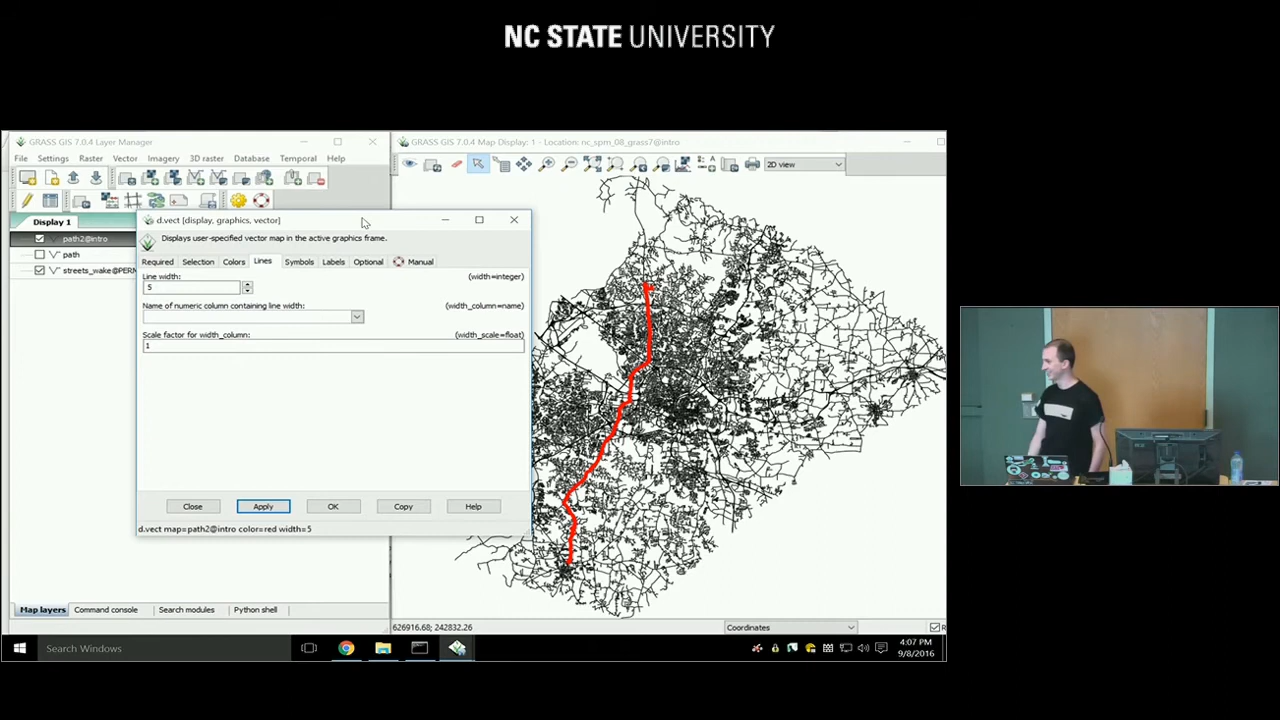 NC STATE UNIVERSITY
GRASS GIS 7.0.4 Layer Manager
File Settings Raster Vector Imagery 3D raster Database Temporal Help
Display 1
path2@intro
path
streets_wake@PERM
d.vect [display, graphics, vector]
Displays user-specified vector map in the active graphics frame.
Required Selection Colors Lines Symbols Labels Optional Manual
Line width: (width=integer)
5
Name of numeric column containing line width: (width_column=name)
Scale factor for width_column: (width_scale=float)
1
Close Apply OK Copy Help
d.vect map=path2@intro color=red width=5
Map layers Command console Search modules Python shell
GRASS GIS 7.0.4 Map Display: 1 - Location: nc_spm_08_grass7@intro
2D view
626916.68; 242832.26
Coordinates
R
Search Windows
4:07 PM
9/8/2016